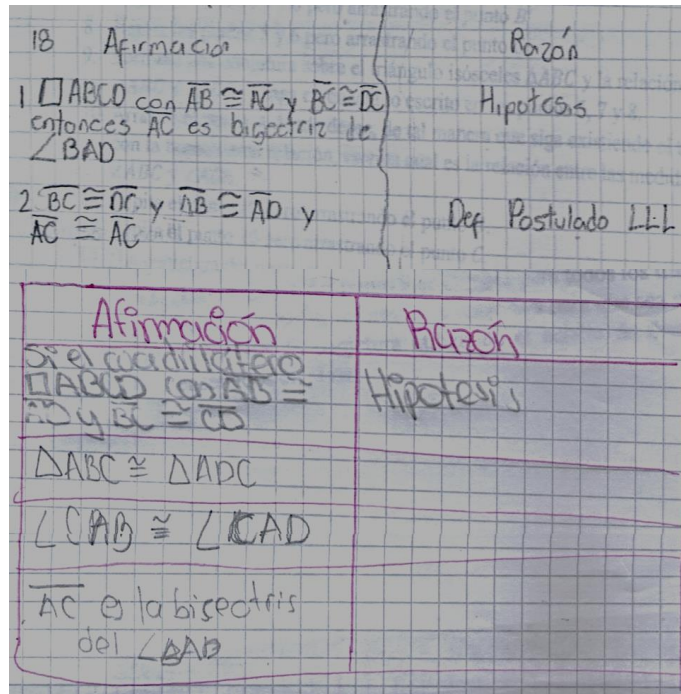 18 Afirmacion Razón
1 □ABCD con AB ≅ AC y BC ≅ DC Hipotesis
entonces AC es bisectriz de
∠BAD
2 BC ≅ DC y AB ≅ AD y Def Postulado LLL
AC ≅ AC
Afirmación Razón
Si el cuadrilatero
□ABCD con AB ≅ Hipotesis
AD y BC ≅ CD
△ABC ≅ △ADC
∠CAB ≅ ∠CAD
AC es la bisectris
del ∠BAD